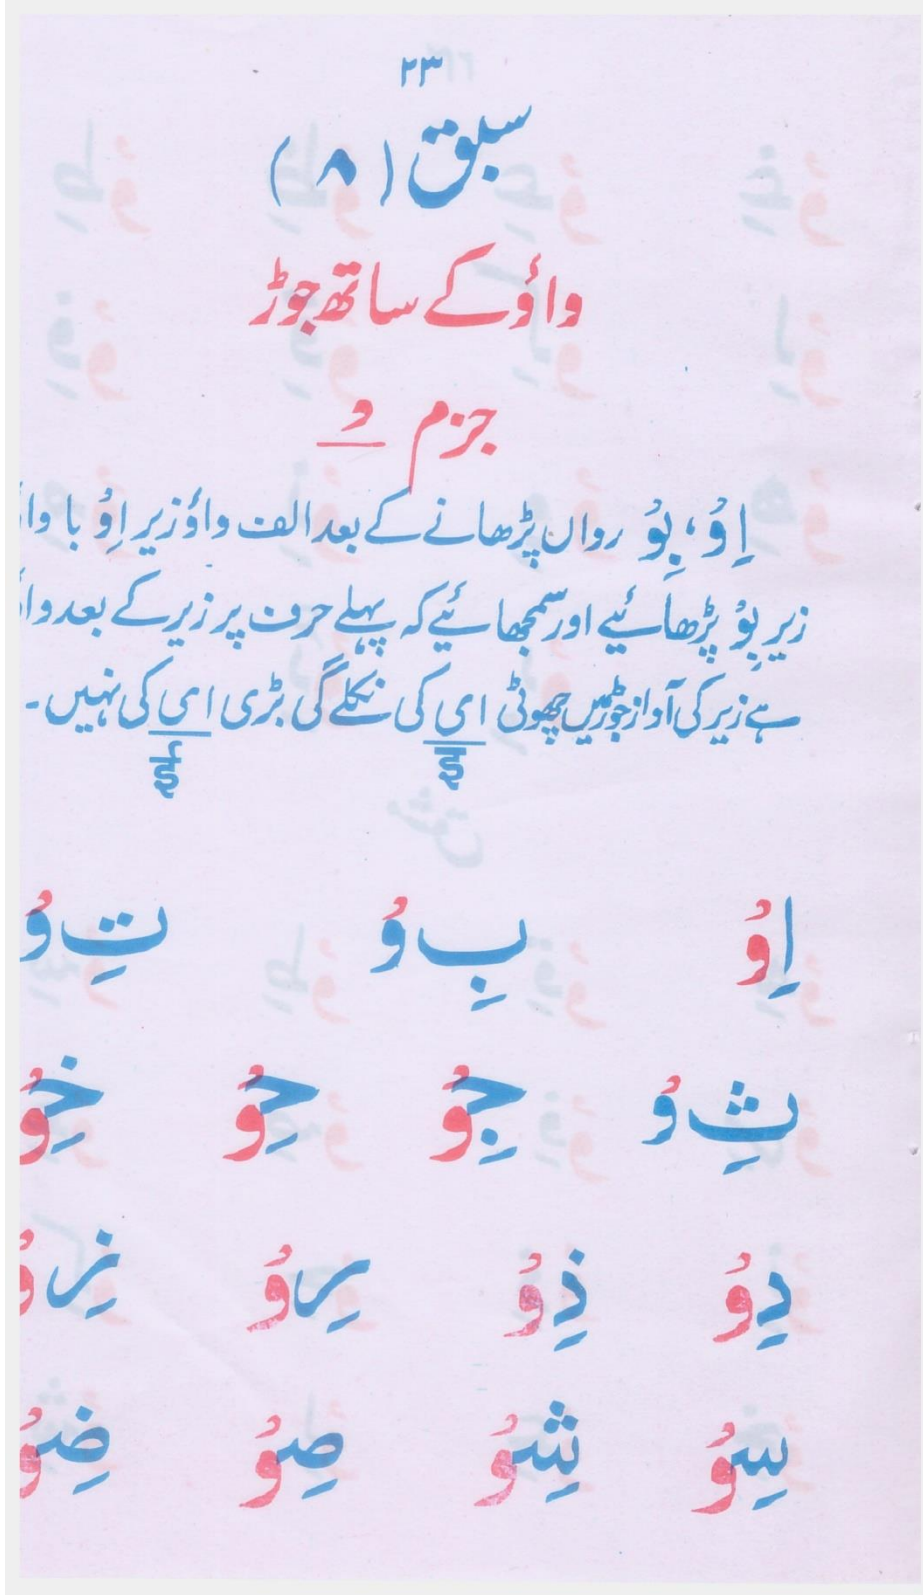 ۲۳
سبق (۸)
واؤ کے ساتھ جوڑ
جزم
اِوْ، بِوْ رواں پڑھانے کے بعد الف واؤ زیر اِوْ با وا
زیر بِوْ پڑھائیے اور سمجھائیے کہ پہلے حرف پر زیر کے بعد وا
ہے زیر کی آواز جوڑ میں چھوٹی ای کی نکلے گی بڑی ای کی نہیں۔
इ ई
اِوْ بِ وْ تِ وْ
ثِ وْ جِوْ حِوْ خِوْ
دِوْ ذِوْ رِوْ زِوْ
سِوْ شِوْ صِوْ ضِوْ